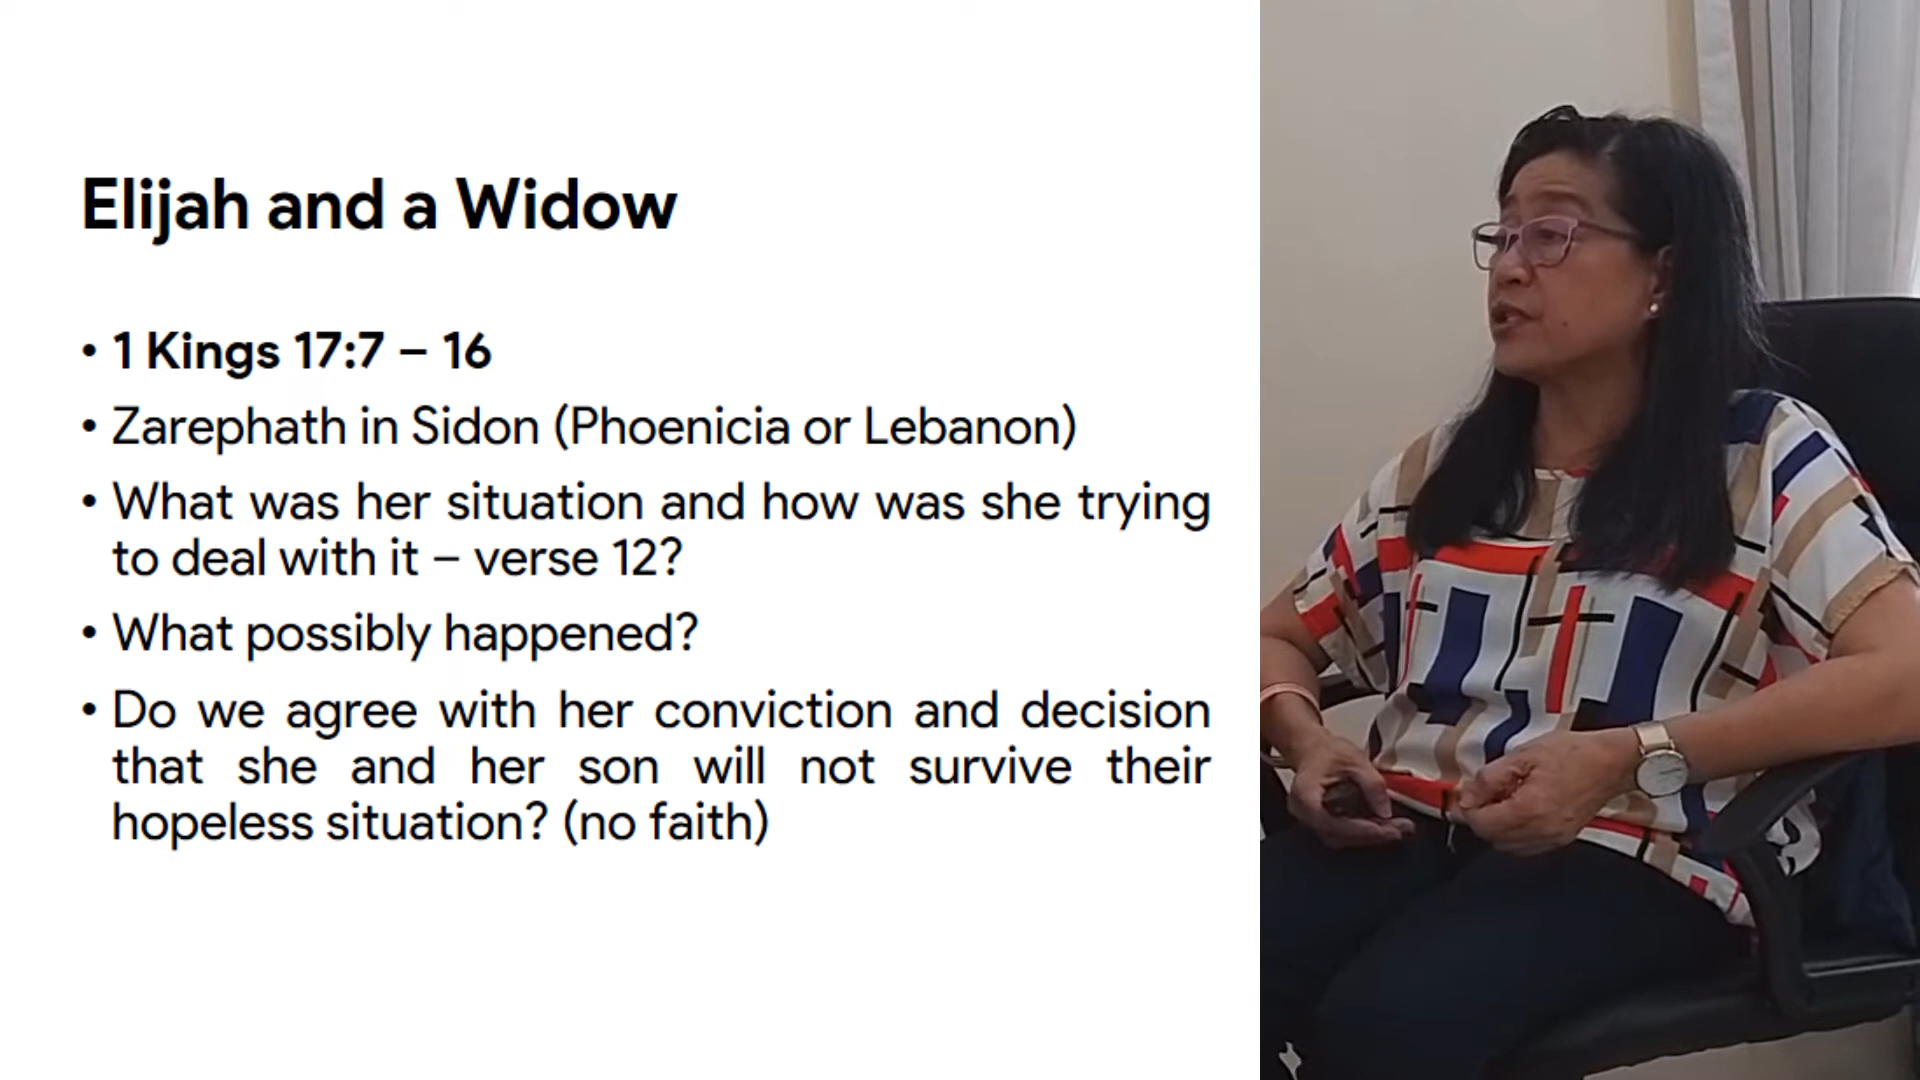 Elijah and a Widow
• 1 Kings 17:7 – 16
• Zarephath in Sidon (Phoenicia or Lebanon)
• What was her situation and how was she trying
to deal with it – verse 12?
• What possibly happened?
• Do we agree with her conviction and decision
that she and her son will not survive their
hopeless situation? (no faith)